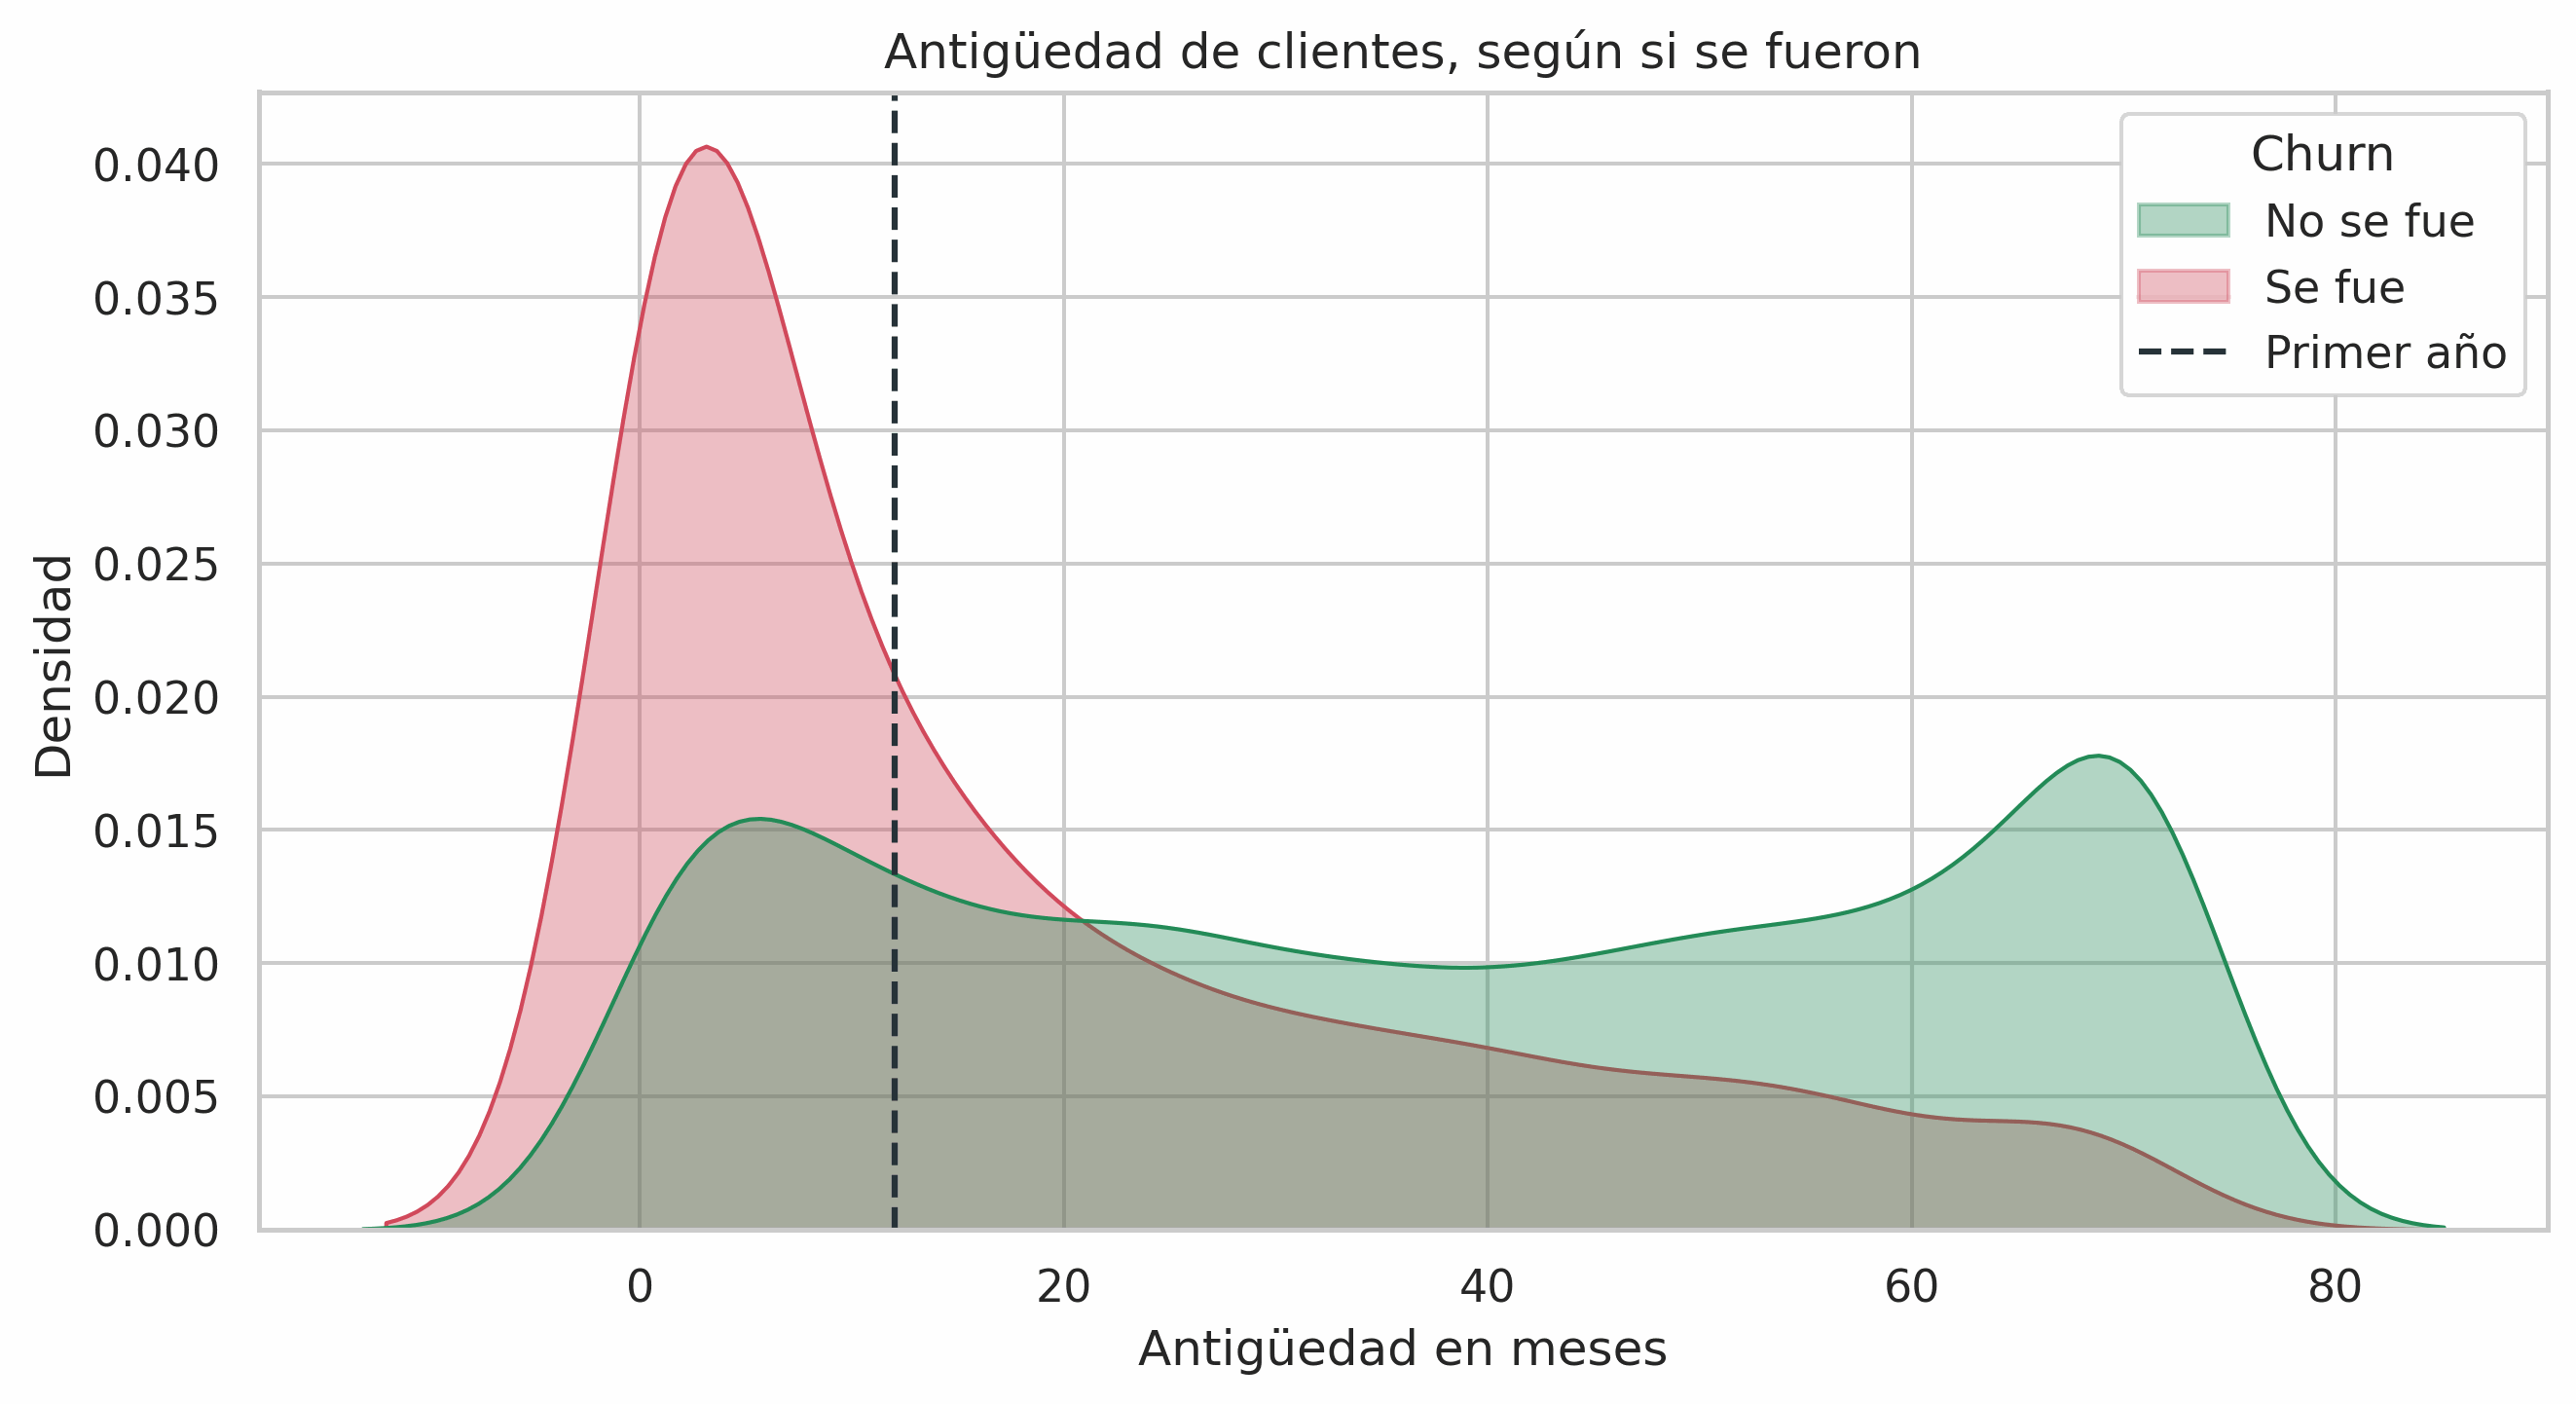 Antigüedad de clientes, según si se fueron
Churn
No se fue
Se fue
Primer año
Densidad
0.040
0.035
0.030
0.025
0.020
0.015
0.010
0.005
0.000
0 20 40 60 80
Antigüedad en meses